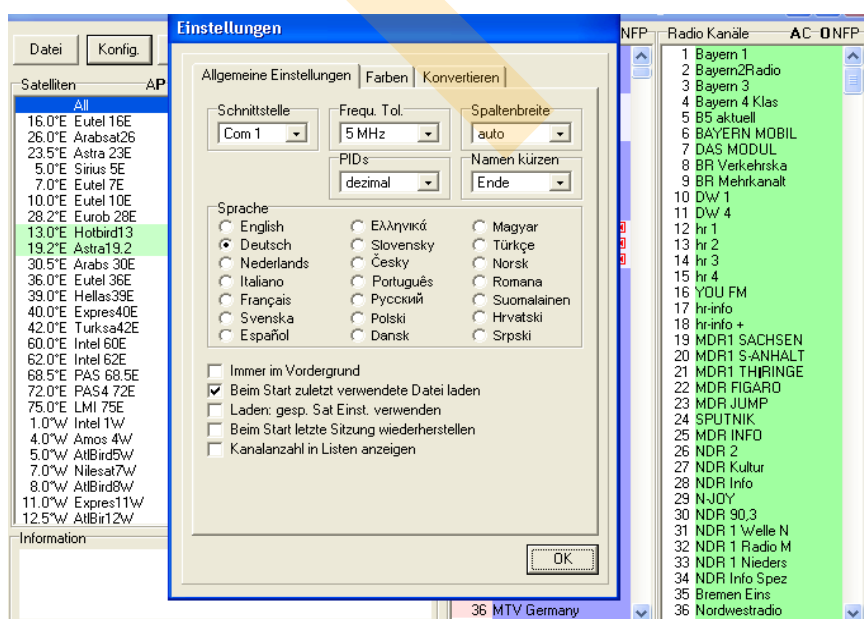 Datei
Konfig.
Satelliten
AP
All
16.0°E Eutel 16E
26.0°E Arabsat26
23.5°E Astra 23E
5.0°E Sirius 5E
7.0°E Eutel 7E
10.0°E Eutel 10E
28.2°E Eurob 28E
13.0°E Hotbird13
19.2°E Astra19.2
30.5°E Arabs 30E
36.0°E Eutel 36E
39.0°E Hellas39E
40.0°E Expres40E
42.0°E Turksa42E
60.0°E Intel 60E
62.0°E Intel 62E
68.5°E PAS 68.5E
72.0°E PAS4 72E
75.0°E LMI 75E
1.0°W Intel 1W
4.0°W Amos 4W
5.0°W AtlBird5W
7.0°W Nilesat7W
8.0°W AtlBird8W
11.0°W Expres11W
12.5°W AtlBir12W
Information
Einstellungen
Allgemeine Einstellungen
Farben
Konvertieren
Schnittstelle
Com 1
Frequ. Tol.
5 MHz
Spaltenbreite
auto
PIDs
dezimal
Namen kürzen
Ende
Sprache
English
Deutsch
Nederlands
Italiano
Français
Svenska
Español
Ελληνικά
Slovensky
Česky
Português
Русский
Polski
Dansk
Magyar
Türkçe
Norsk
Romana
Suomalainen
Hrvatski
Srpski
Immer im Vordergrund
Beim Start zuletzt verwendete Datei laden
Laden: gesp. Sat Einst. verwenden
Beim Start letzte Sitzung wiederherstellen
Kanalanzahl in Listen anzeigen
OK
NFP
36 MTV Germany
Radio Kanäle
AC ONFP
1 Bayern 1
2 Bayern2Radio
3 Bayern 3
4 Bayern 4 Klas
5 B5 aktuell
6 BAYERN MOBIL
7 DAS MODUL
8 BR Verkehrska
9 BR Mehrkanalt
10 DW 1
11 DW 4
12 hr 1
13 hr 2
14 hr 3
15 hr 4
16 YOU FM
17 hr-info
18 hr-info +
19 MDR1 SACHSEN
20 MDR1 S-ANHALT
21 MDR1 THÜRINGE
22 MDR FIGARO
23 MDR JUMP
24 SPUTNIK
25 MDR INFO
26 NDR 2
27 NDR Kultur
28 NDR Info
29 N-JOY
30 NDR 90,3
31 NDR 1 Welle N
32 NDR 1 Radio M
33 NDR 1 Nieders
34 NDR Info Spez
35 Bremen Eins
36 Nordwestradio